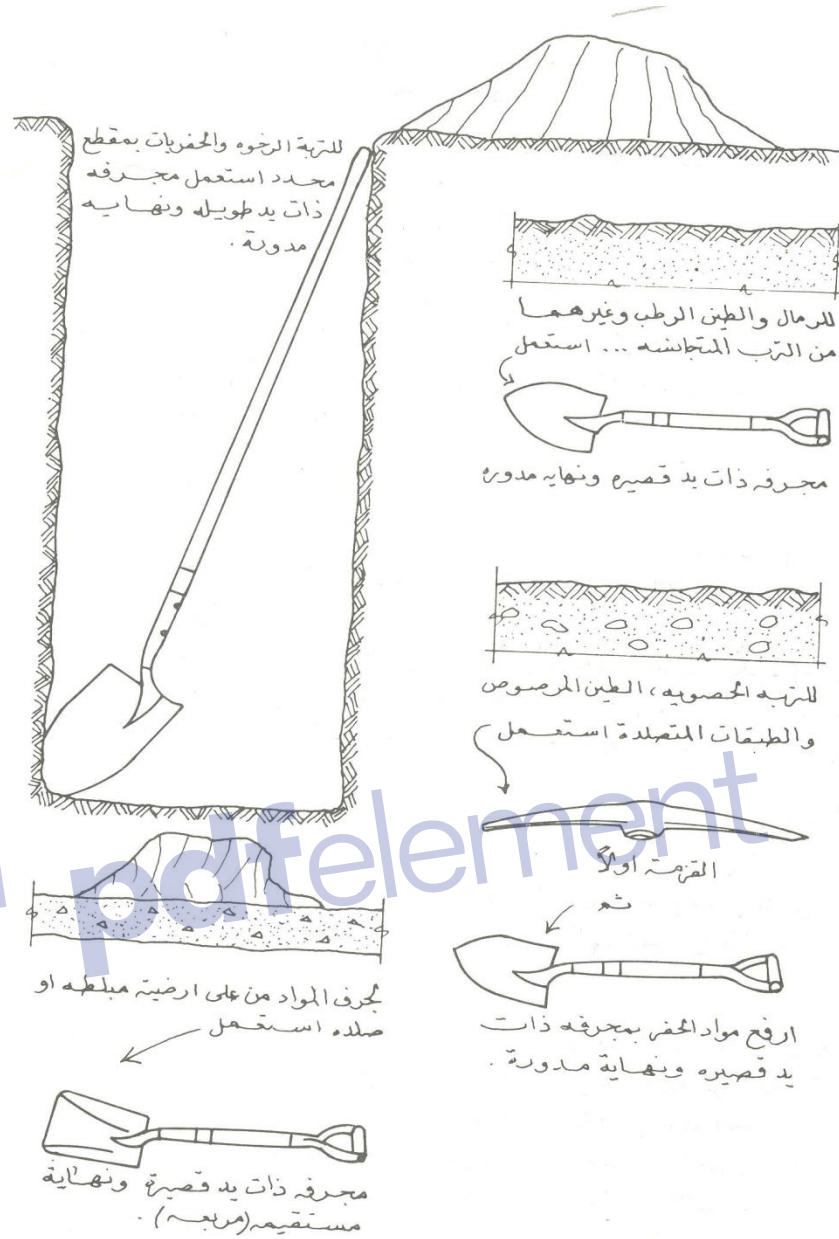 للتربة الرخوه والحفريات بمقطع
محدد استعمل مجرفه
ذات يد طويله ونهايه
مدورة .
للرمال والطين الرطب وغيرهما
من الترب المتجانسه ... استعمل
مجرفه ذات يد قصيره ونهايه مدوره
للتربه الحصويه، الطين المرصوص
والطبقات المتصلدة استعمل
القزمة اولاً
ثم
ارفع مواد الحفر بمجرفه ذات
يد قصيره ونهاية مدورة .
لجرف المواد من على ارضية مبلطه او
صلده استعمل
مجرفه ذات يد قصيرة ونهاية
مستقيمه (مربعه) .
pdfelement